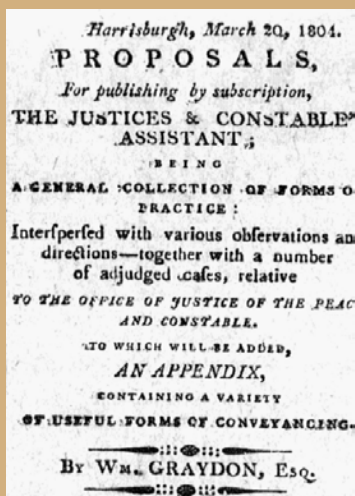 Harrisburgh, March 20, 1804.
PROPOSALS,
For publishing by subscription,
THE JUSTICES & CONSTABLE
ASSISTANT;
BEING
A GENERAL COLLECTION OF FORMS O
PRACTICE:
Interspersed with various observations an
directions—together with a number
of adjudged cases, relative
TO THE OFFICE OF JUSTICE OF THE PEAC
AND CONSTABLE.
TO WHICH WILL BE ADDED,
AN APPENDIX,
CONTAINING A VARIETY
OF USEFUL FORMS OF CONVEYANCING.
BY WM. GRAYDON, ESQ.